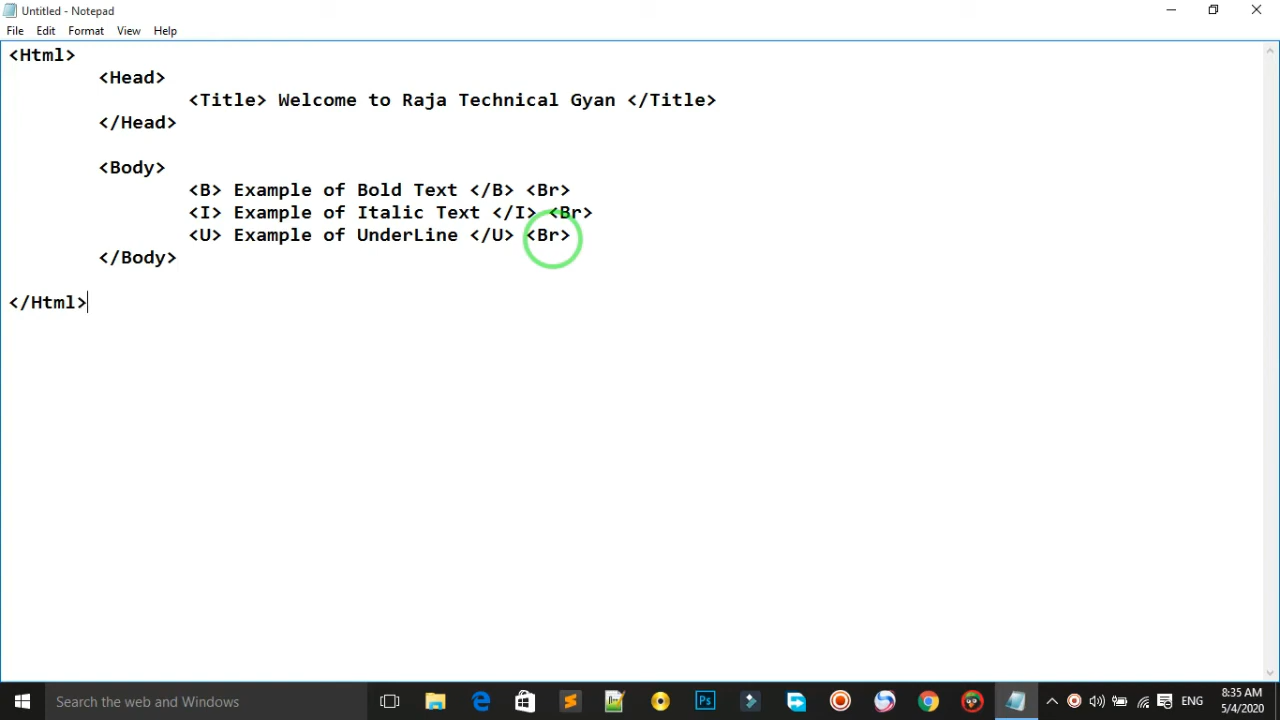 Untitled - Notepad
File Edit Format View Help
<Html>
<Head>
<Title> Welcome to Raja Technical Gyan </Title>
</Head>
<Body>
<B> Example of Bold Text </B> <Br>
<I> Example of Italic Text </I> <Br>
<U> Example of UnderLine </U> <Br>
</Body>
</Html>
Search the web and Windows
Ps
ENG
8:35 AM
5/4/2020